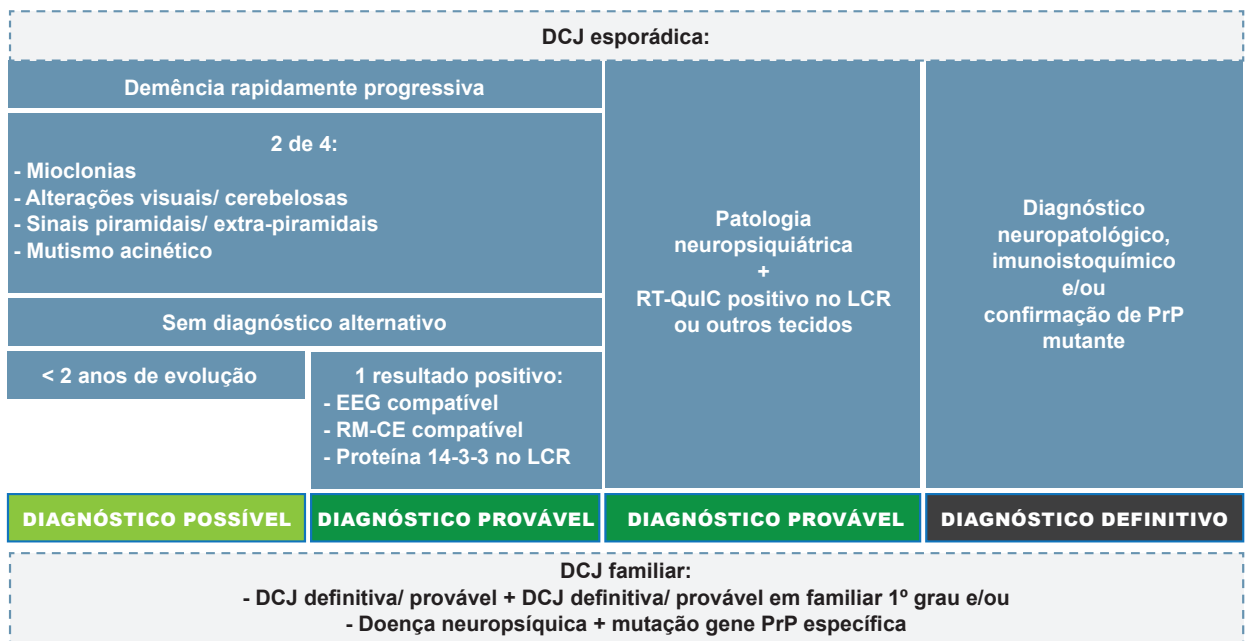 DCJ esporádica:
Demência rapidamente progressiva
2 de 4:
- Mioclonias
- Alterações visuais/ cerebelosas
- Sinais piramidais/ extra-piramidais
- Mutismo acinético
Sem diagnóstico alternativo
< 2 anos de evolução
1 resultado positivo:
- EEG compatível
- RM-CE compatível
- Proteína 14-3-3 no LCR
Patologia
neuropsiquiátrica
+
RT-QuIC positivo no LCR
ou outros tecidos
Diagnóstico
neuropatológico,
imunoistoquímico
e/ou
confirmação de PrP
mutante
DIAGNÓSTICO POSSÍVEL
DIAGNÓSTICO PROVÁVEL
DIAGNÓSTICO PROVÁVEL
DIAGNÓSTICO DEFINITIVO
DCJ familiar:
- DCJ definitiva/ provável + DCJ definitiva/ provável em familiar 1º grau e/ou
- Doença neuropsíquica + mutação gene PrP específica